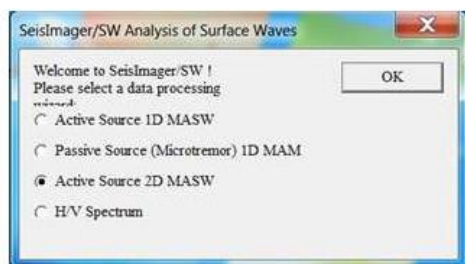 SeisImager/SW Analysis of Surface Waves
Welcome to SeisImager/SW !
Please select a data processing
OK
Active Source 1D MASW
Passive Source (Microtremor) 1D MAM
Active Source 2D MASW
H/V Spectrum